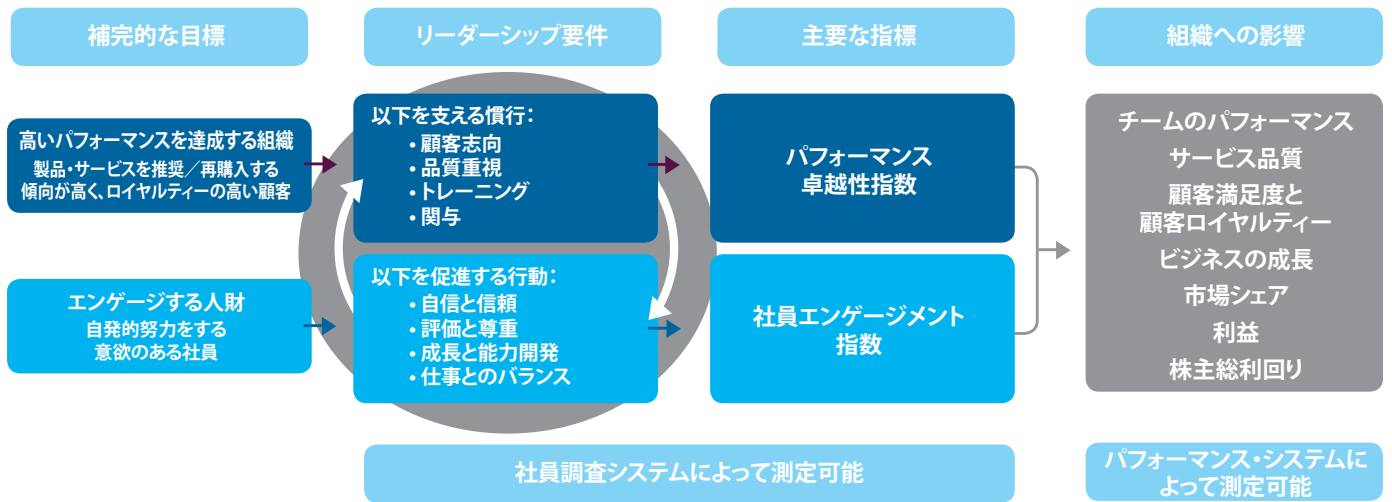 補完的な目標
リーダーシップ要件
主要な指標
組織への影響
高いパフォーマンスを達成する組織
製品・サービスを推奨／再購入する
傾向が高く、ロイヤルティーの高い顧客
以下を支える慣行：
・顧客志向
・品質重視
・トレーニング
・関与
パフォーマンス
卓越性指数
エンゲージする人財
自発的努力をする
意欲のある社員
以下を促進する行動：
・自信と信頼
・評価と尊重
・成長と能力開発
・仕事とのバランス
社員エンゲージメント
指数
チームのパフォーマンス
サービス品質
顧客満足度と
顧客ロイヤルティー
ビジネスの成長
市場シェア
利益
株主総利回り
社員調査システムによって測定可能
パフォーマンス・システムに
よって測定可能